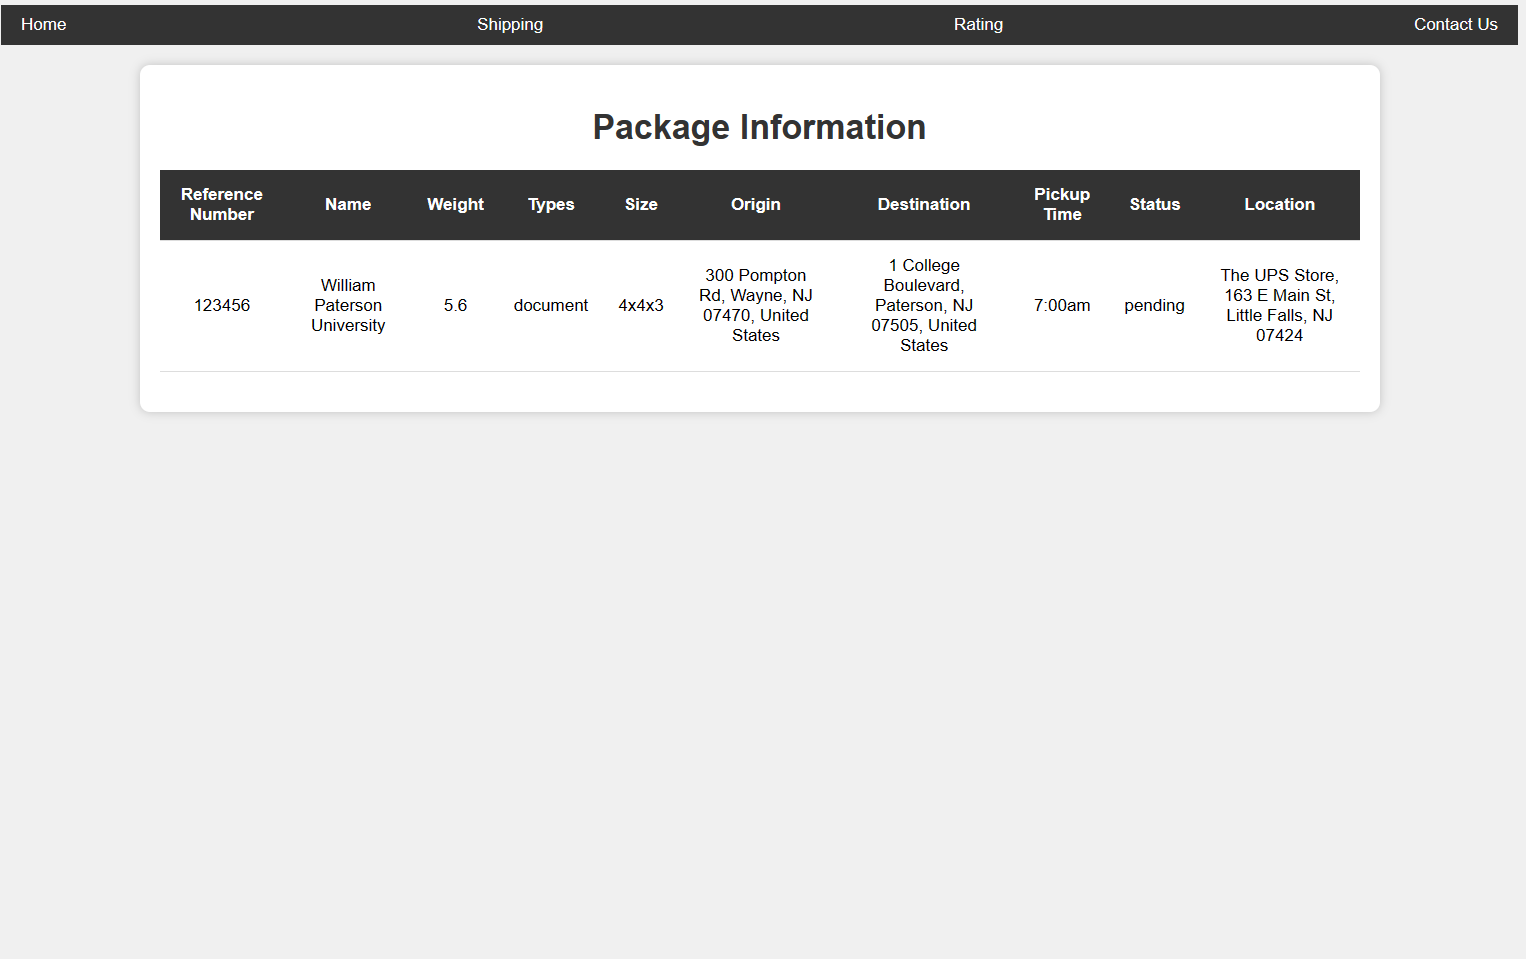 Home Shipping Rating Contact Us
Package Information
Reference Number Name Weight Types Size Origin Destination Pickup Time Status Location
123456
William
Paterson
University
5.6
document
4x4x3
300 Pompton
Rd, Wayne, NJ
07470, United
States
1 College
Boulevard,
Paterson, NJ
07505, United
States
7:00am
pending
The UPS Store,
163 E Main St,
Little Falls, NJ
07424